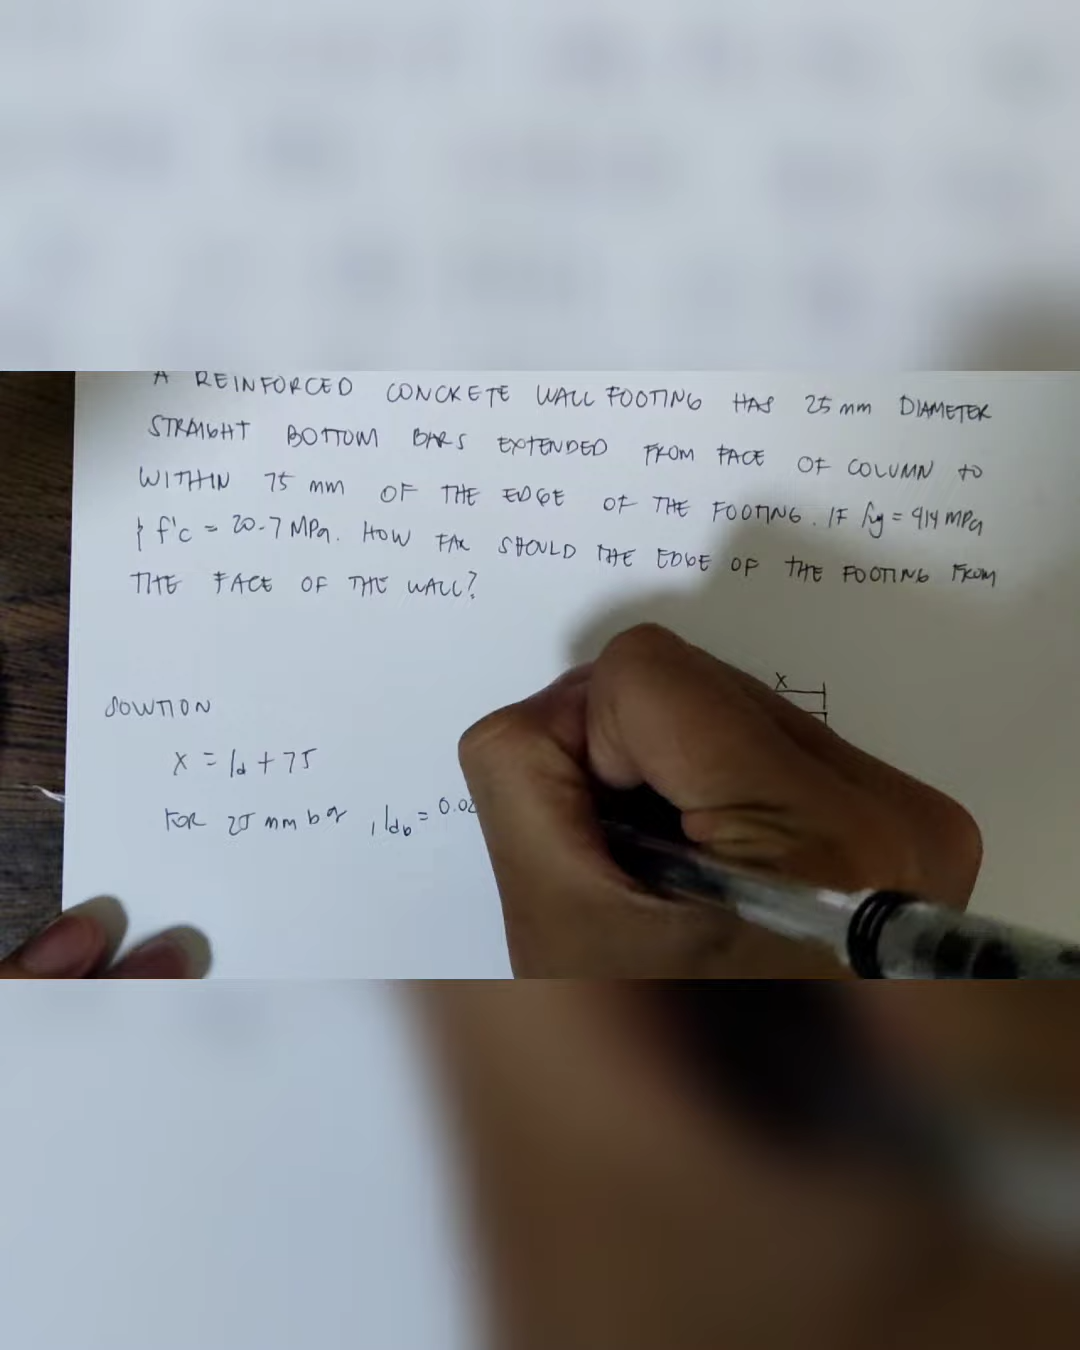 A REINFORCED CONCRETE WALL FOOTING HAS 25 mm DIAMETER
STRAIGHT BOTTOM BARS EXTENDED FROM FACE OF COLUMN TO
WITHIN 75 mm OF THE EDGE OF THE FOOTING. IF fy = 414 MPa
& f'c = 20.7 MPa. HOW FAR SHOULD THE EDGE OF THE FOOTING FROM
THE FACE OF THE WALL?
X
SOLUTION
X = ld + 75
FOR 25 mm bar, ldb = 0.02